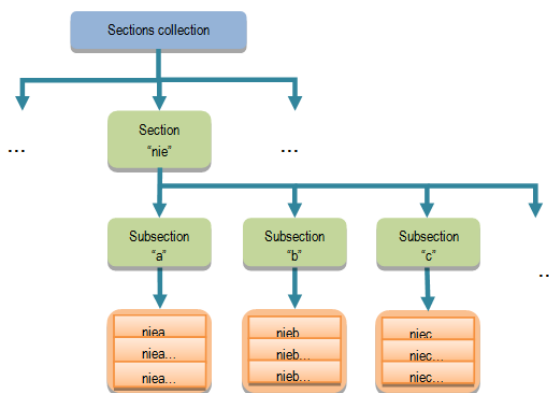 Sections collection
...
Section
“nie”
...
Subsection
“a”
Subsection
“b”
Subsection
“c”
..
niea
niea...
niea...
nieb
nieb...
nieb...
niec
niec...
niec...